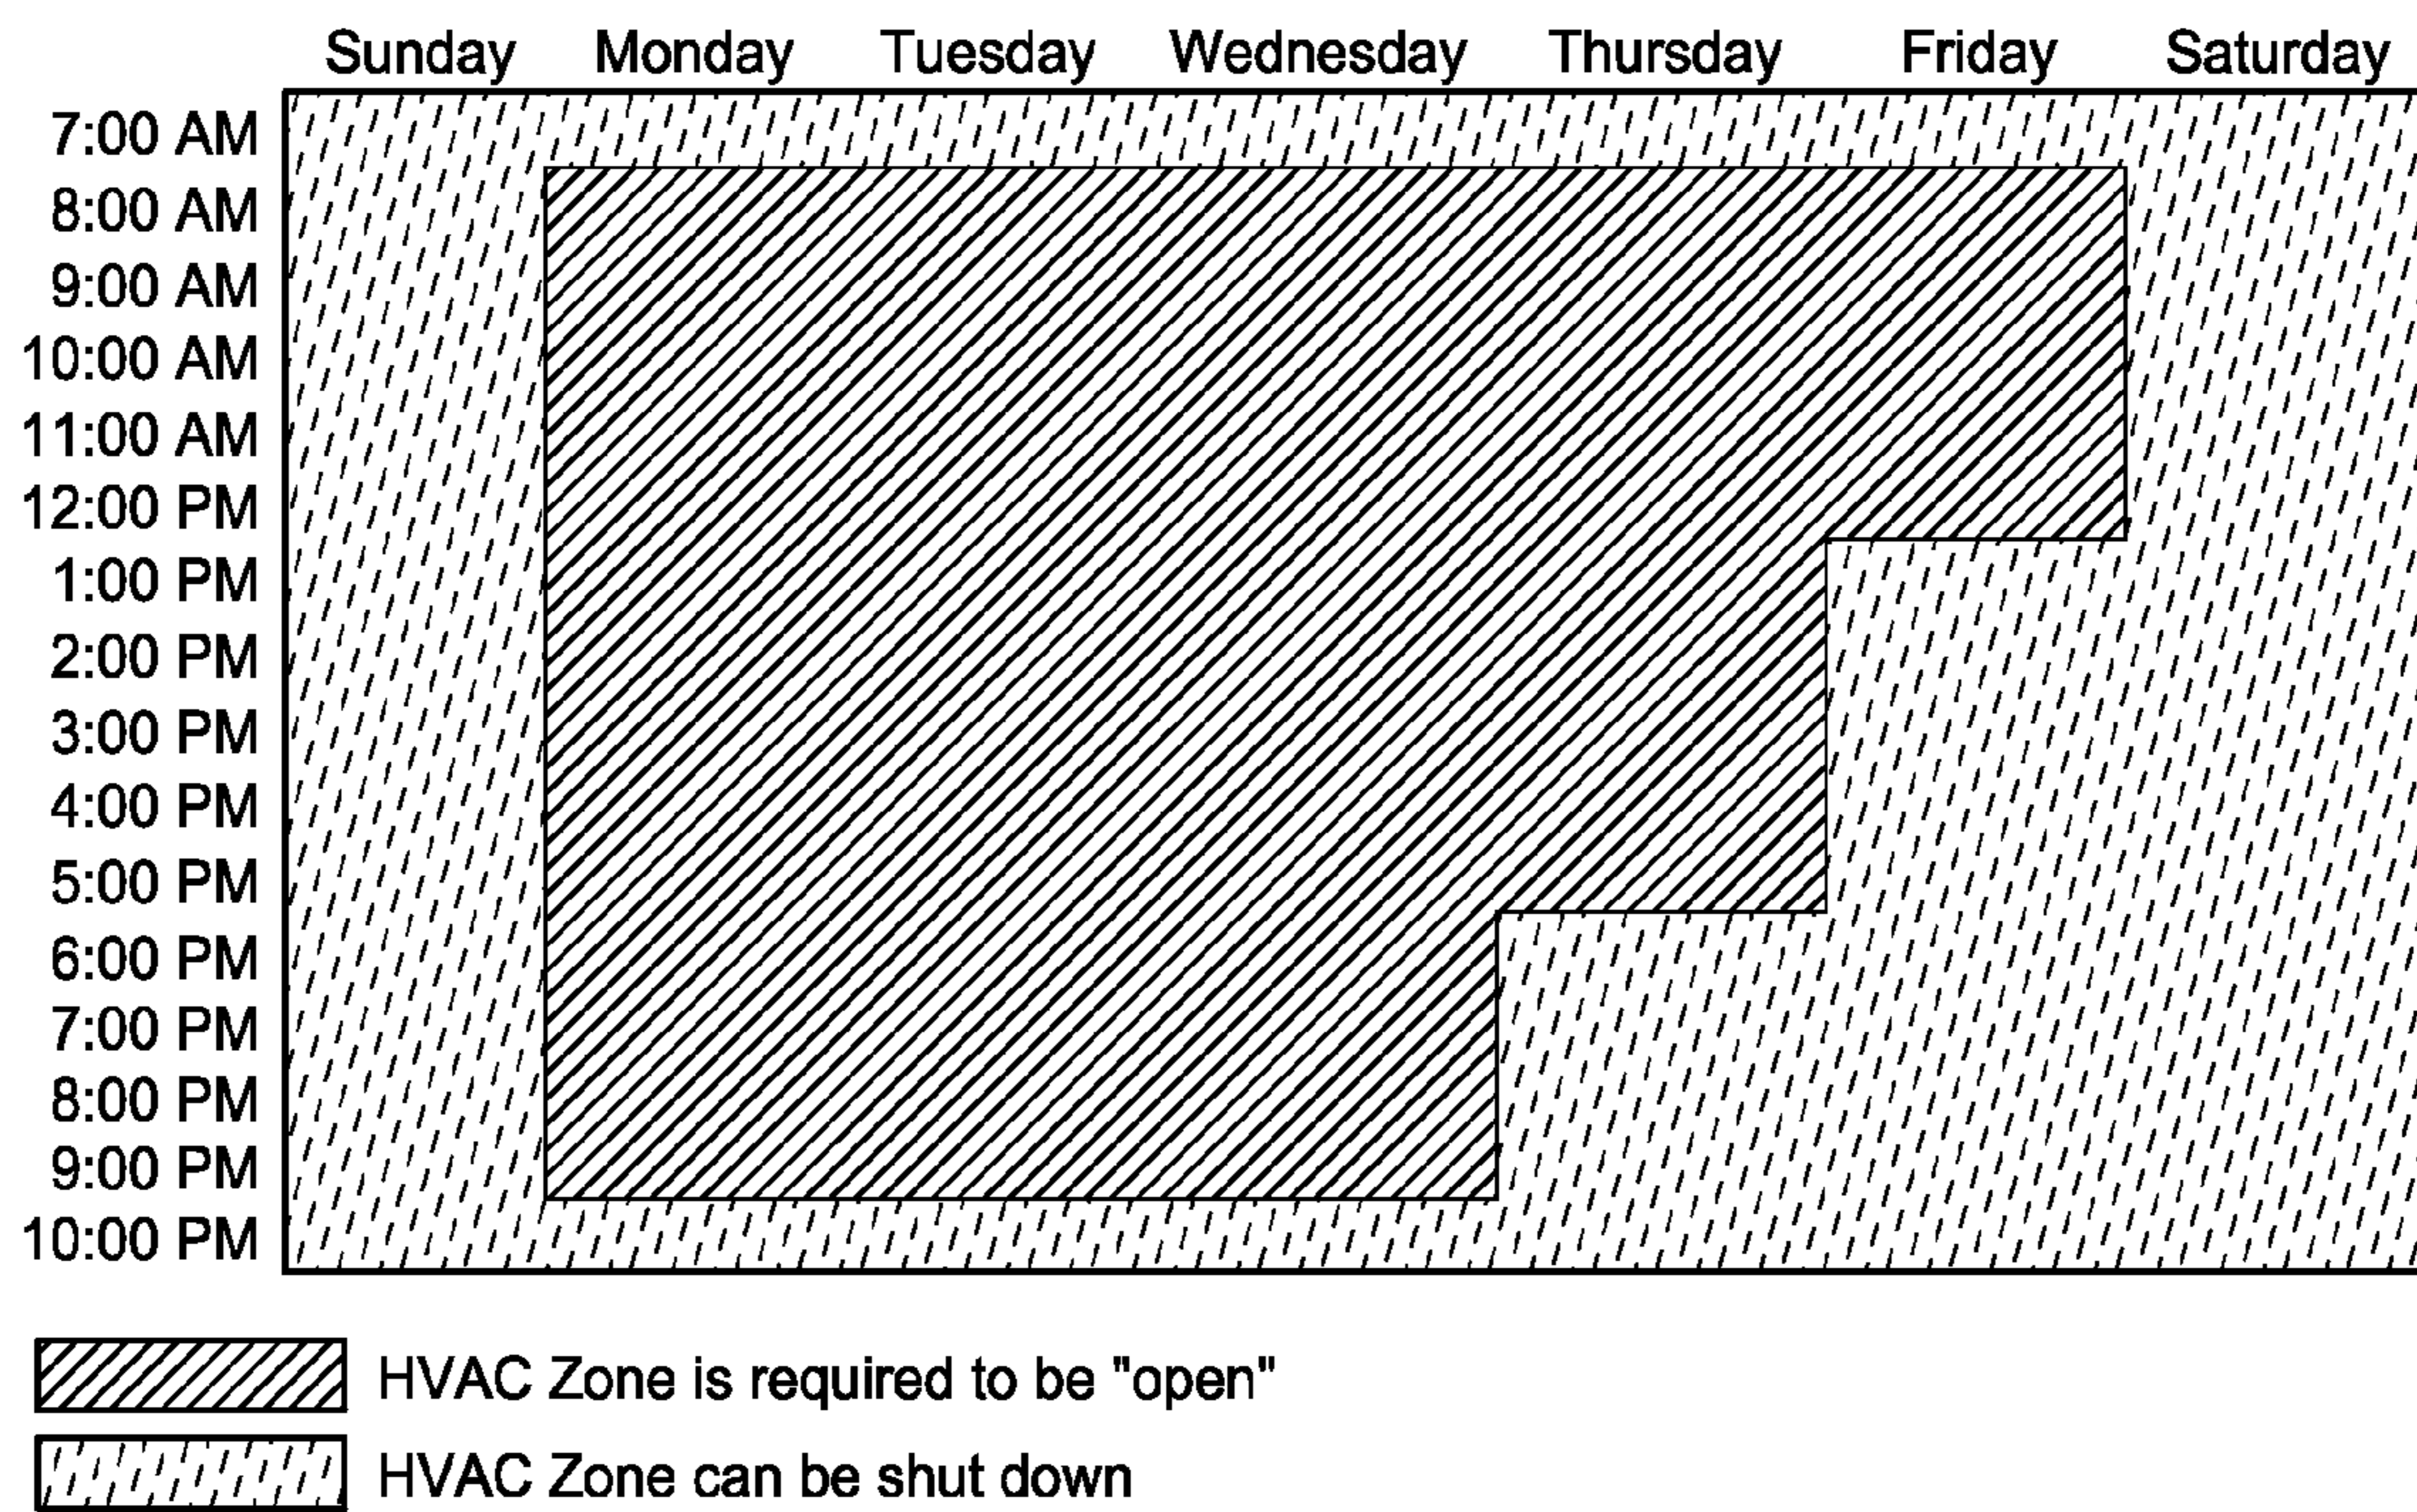 Sunday Monday Tuesday Wednesday Thursday Friday Saturday
7:00 AM
8:00 AM
9:00 AM
10:00 AM
11:00 AM
12:00 PM
1:00 PM
2:00 PM
3:00 PM
4:00 PM
5:00 PM
6:00 PM
7:00 PM
8:00 PM
9:00 PM
10:00 PM
HVAC Zone is required to be "open"
HVAC Zone can be shut down